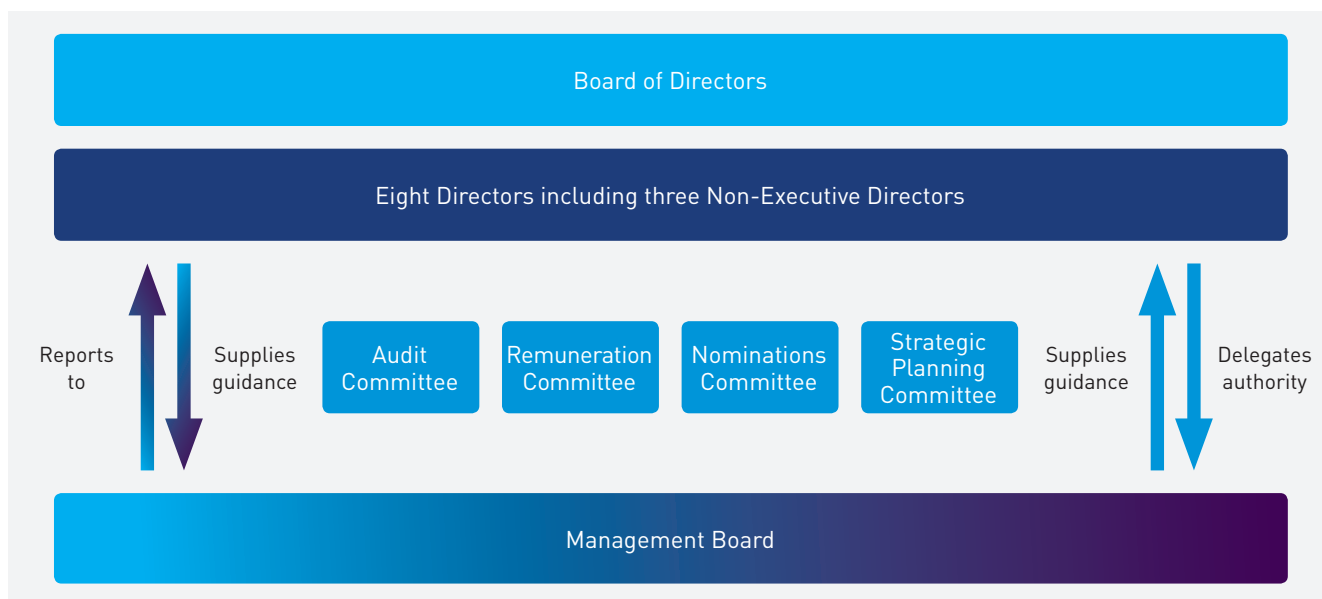 Board of Directors
Eight Directors including three Non-Executive Directors
Reports
to
Supplies
guidance
Audit
Committee
Remuneration
Committee
Nominations
Committee
Strategic
Planning
Committee
Supplies
guidance
Delegates
authority
Management Board